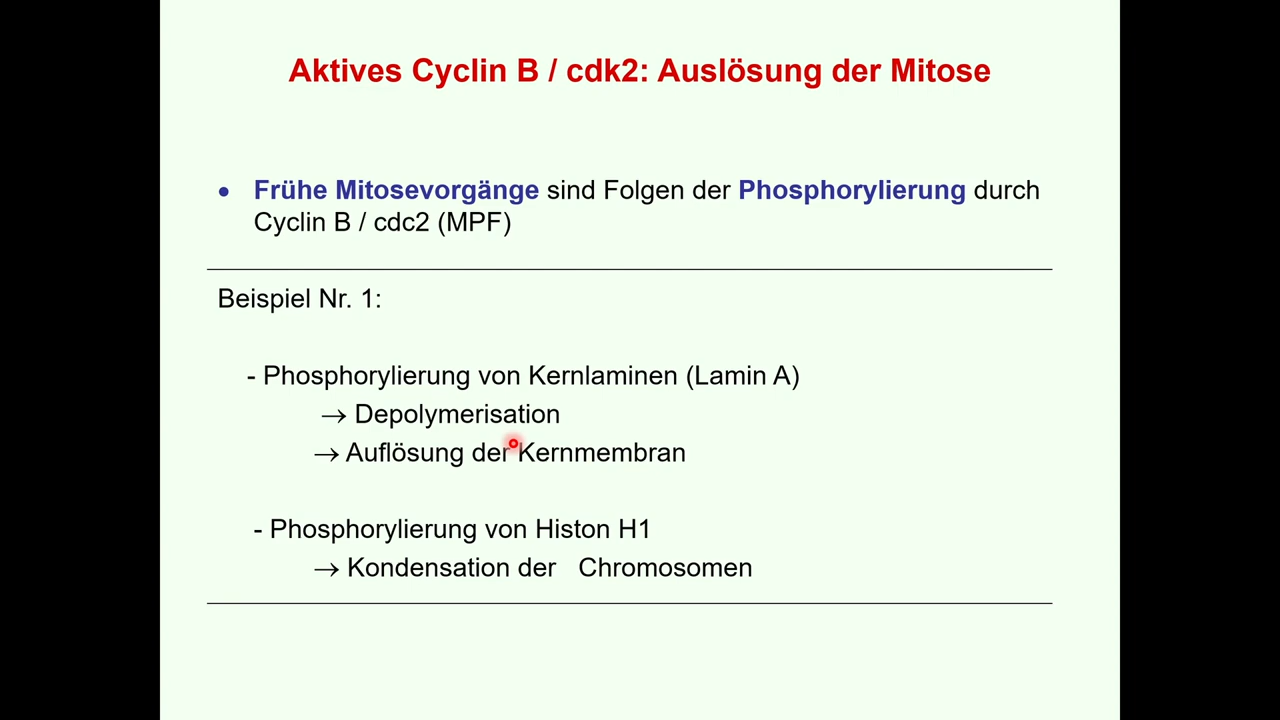 Aktives Cyclin B / cdk2: Auslösung der Mitose
• Frühe Mitosevorgänge sind Folgen der Phosphorylierung durch
Cyclin B / cdc2 (MPF)
Beispiel Nr. 1:
- Phosphorylierung von Kernlaminen (Lamin A)
→ Depolymerisation
→ Auflösung der Kernmembran
- Phosphorylierung von Histon H1
→ Kondensation der Chromosomen